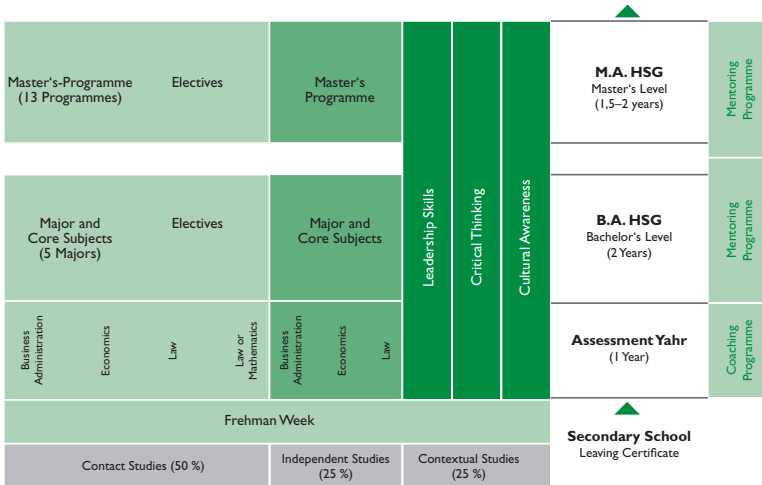 Master's-Programme
(13 Programmes)
Electives
Master's
Programme
Leadership Skills
Critical Thinking
Cultural Awareness
M.A. HSG
Master's Level
(1,5–2 years)
Mentoring
Programme
Major and
Core Subjects
(5 Majors)
Electives
Major and
Core Subjects
B.A. HSG
Bachelor's Level
(2 Years)
Mentoring
Programme
Business
Administration
Economics
Law
Law or
Mathematics
Business
Administration
Economics
Law
Assessment Yahr
(1 Year)
Coaching
Programme
Frehman Week
Secondary School
Leaving Certificate
Contact Studies (50 %)
Independent Studies
(25 %)
Contextual Studies
(25 %)